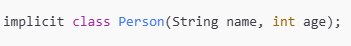 implicit class Person(String name, int age);